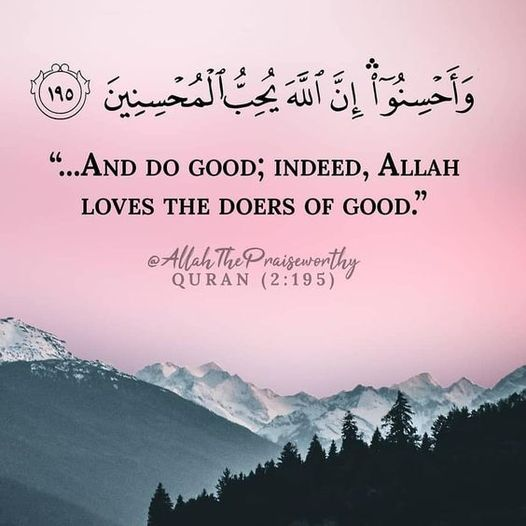 وَأَحْسِنُوٓا۟ ۛ إِنَّ ٱللَّهَ يُحِبُّ ٱلْمُحْسِنِينَ ١٩٥
“...And do good; indeed, Allah
loves the doers of good.”
@AllahThePraiseworthy
QURAN (2:195)